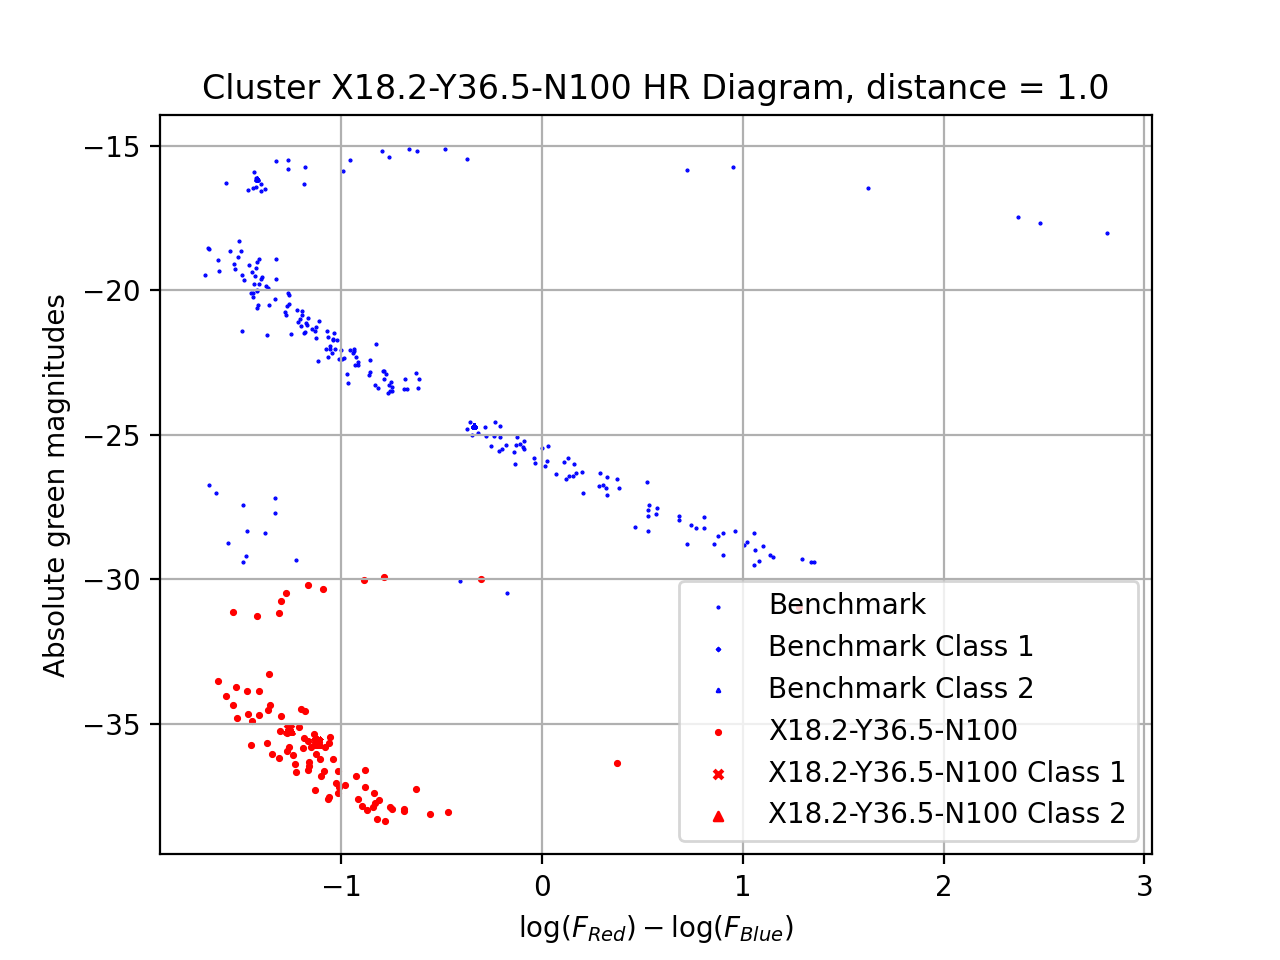 Cluster X18.2-Y36.5-N100 HR Diagram, distance = 1.0
Absolute green magnitudes
−15
−20
−25
−30
−35
Benchmark
Benchmark Class 1
Benchmark Class 2
X18.2-Y36.5-N100
X18.2-Y36.5-N100 Class 1
X18.2-Y36.5-N100 Class 2
−1 0 1 2 3
log(F_Red) − log(F_Blue)